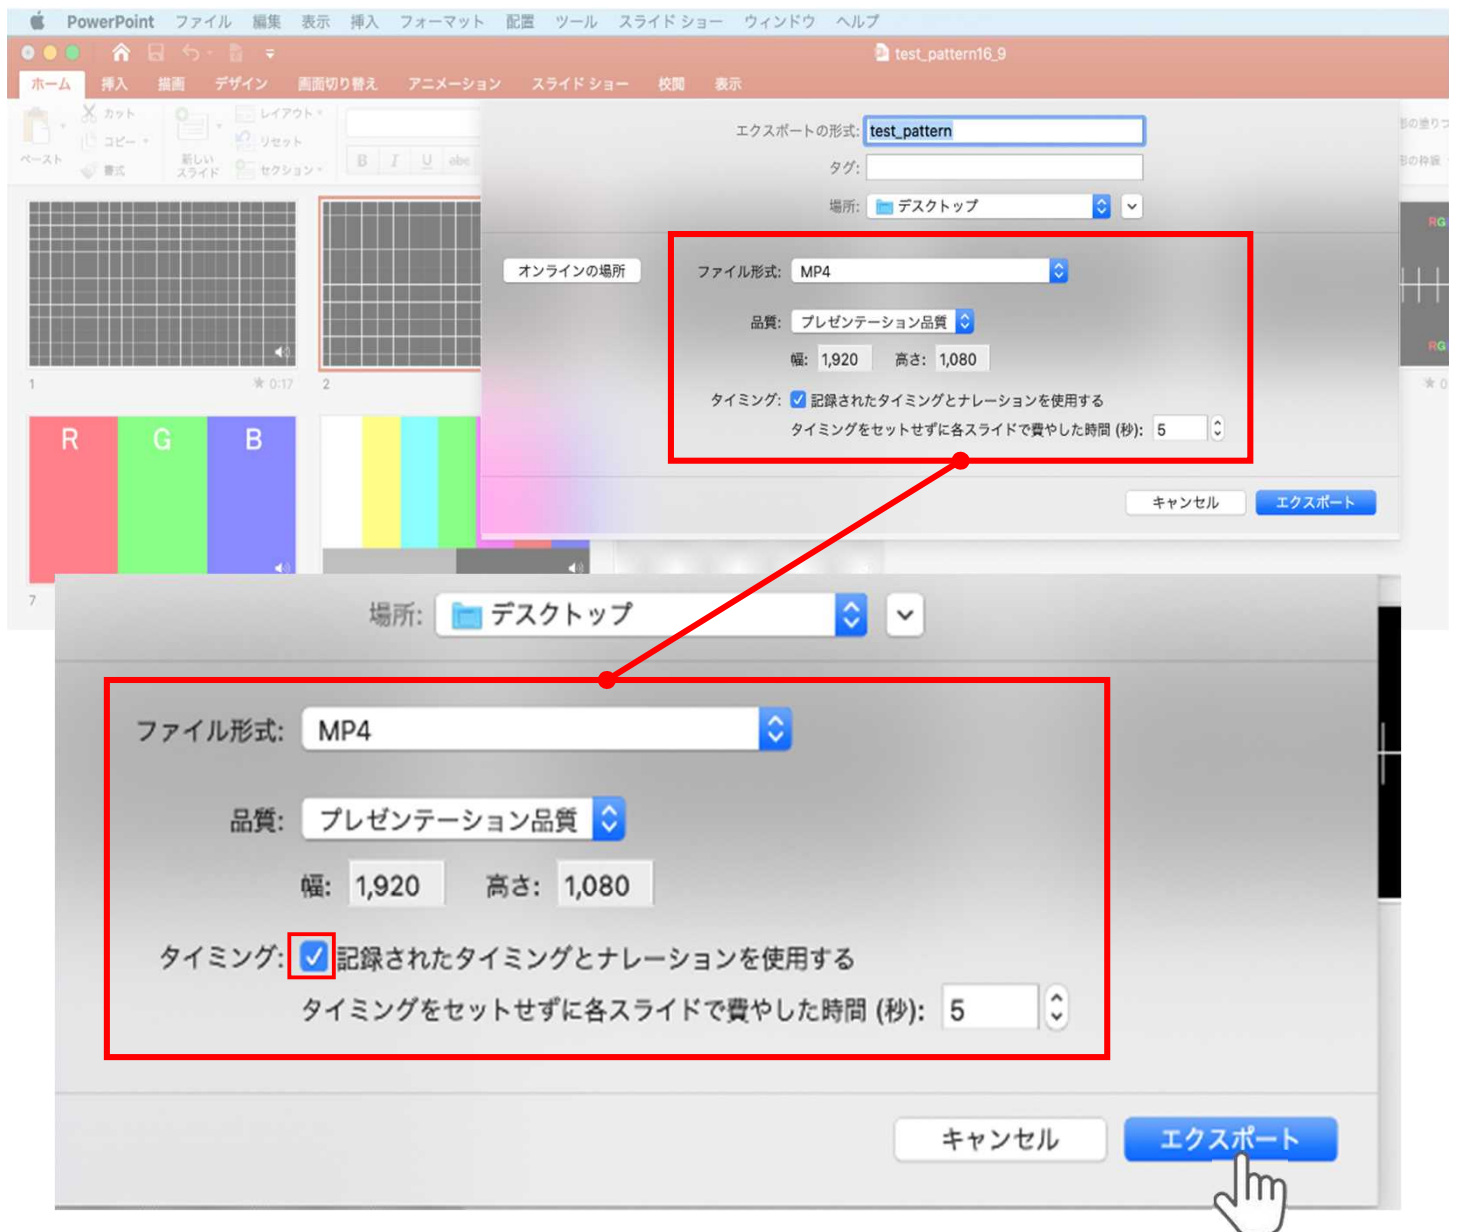 PowerPoint ファイル 編集 表示 挿入 フォーマット 配置 ツール スライド ショー ウィンドウ ヘルプ
test_pattern16_9
ホーム 挿入 描画 デザイン 画面切り替え アニメーション スライド ショー 校閲 表示
ペースト
カット
コピー
書式
新しい
スライド
レイアウト
リセット
セクション
B I U abc
エクスポートの形式: test_pattern
タグ:
場所: デスクトップ
オンラインの場所
ファイル形式: MP4
品質: プレゼンテーション品質
幅: 1,920 高さ: 1,080
タイミング: 記録されたタイミングとナレーションを使用する
タイミングをセットせずに各スライドで費やした時間 (秒): 5
キャンセル エクスポート
形の塗りつ
形の枠線
RG
RG
1 0:17 2
R G B
7
場所: デスクトップ
ファイル形式: MP4
品質: プレゼンテーション品質
幅: 1,920 高さ: 1,080
タイミング: 記録されたタイミングとナレーションを使用する
タイミングをセットせずに各スライドで費やした時間 (秒): 5
キャンセル エクスポート